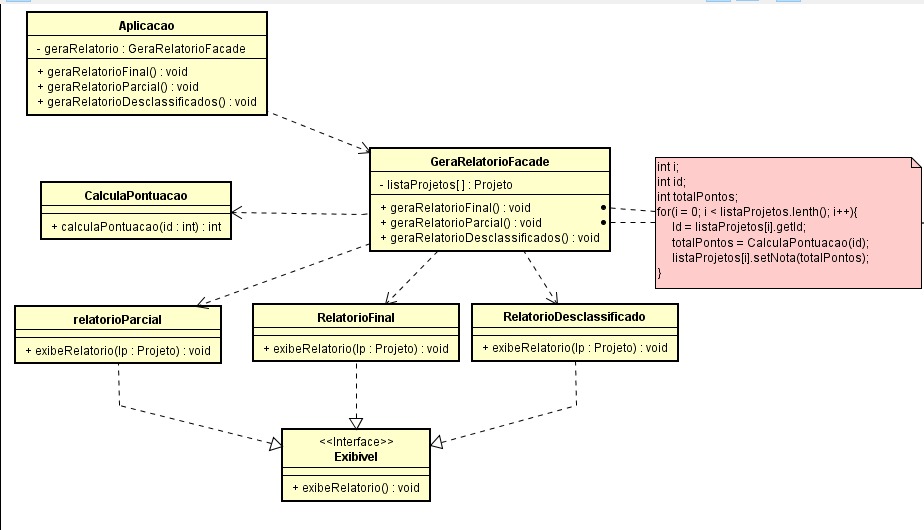 Aplicacao
- geraRelatorio : GeraRelatorioFacade
+ geraRelatorioFinal() : void
+ geraRelatorioParcial() : void
+ geraRelatorioDesclassificados() : void
GeraRelatorioFacade
- listaProjetos[ ] : Projeto
+ geraRelatorioFinal() : void
+ geraRelatorioParcial() : void
+ geraRelatorioDesclassificados() : void
int i;
int id;
int totalPontos;
for(i = 0; i < listaProjetos.lenth(); i++){
Id = listaProjetos[i].getId;
totalPontos = CalculaPontuacao(id);
listaProjetos[i].setNota(totalPontos);
}
CalculaPontuacao
+ calculaPontuacao(id : int) : int
relatorioParcial
+ exibeRelatorio(lp : Projeto) : void
RelatorioFinal
+ exibeRelatorio(lp : Projeto) : void
RelatorioDesclassificado
+ exibeRelatorio(lp : Projeto) : void
<<Interface>>
Exibivel
+ exibeRelatorio() : void